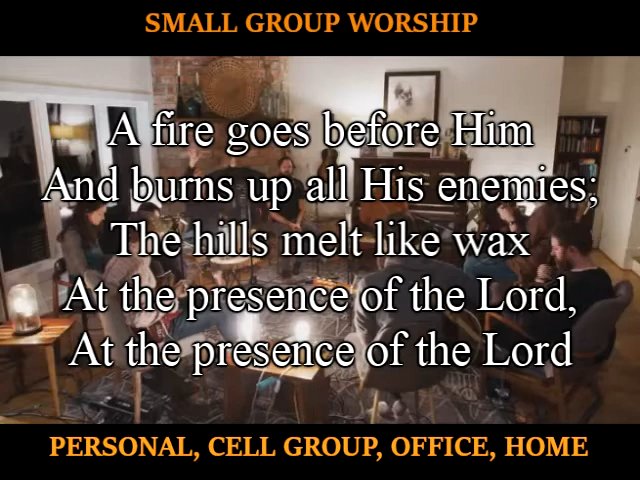 SMALL GROUP WORSHIP
A fire goes before Him
And burns up all His enemies;
The hills melt like wax
At the presence of the Lord,
At the presence of the Lord
PERSONAL, CELL GROUP, OFFICE, HOME